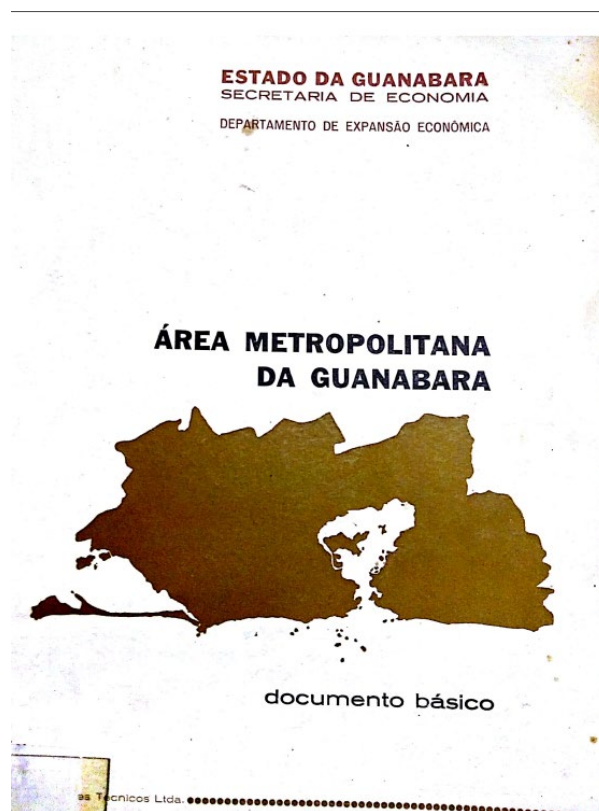 ESTADO DA GUANABARA
SECRETARIA DE ECONOMIA
DEPARTAMENTO DE EXPANSÃO ECONÔMICA
ÁREA METROPOLITANA
DA GUANABARA
documento básico
Técnicos Ltda.